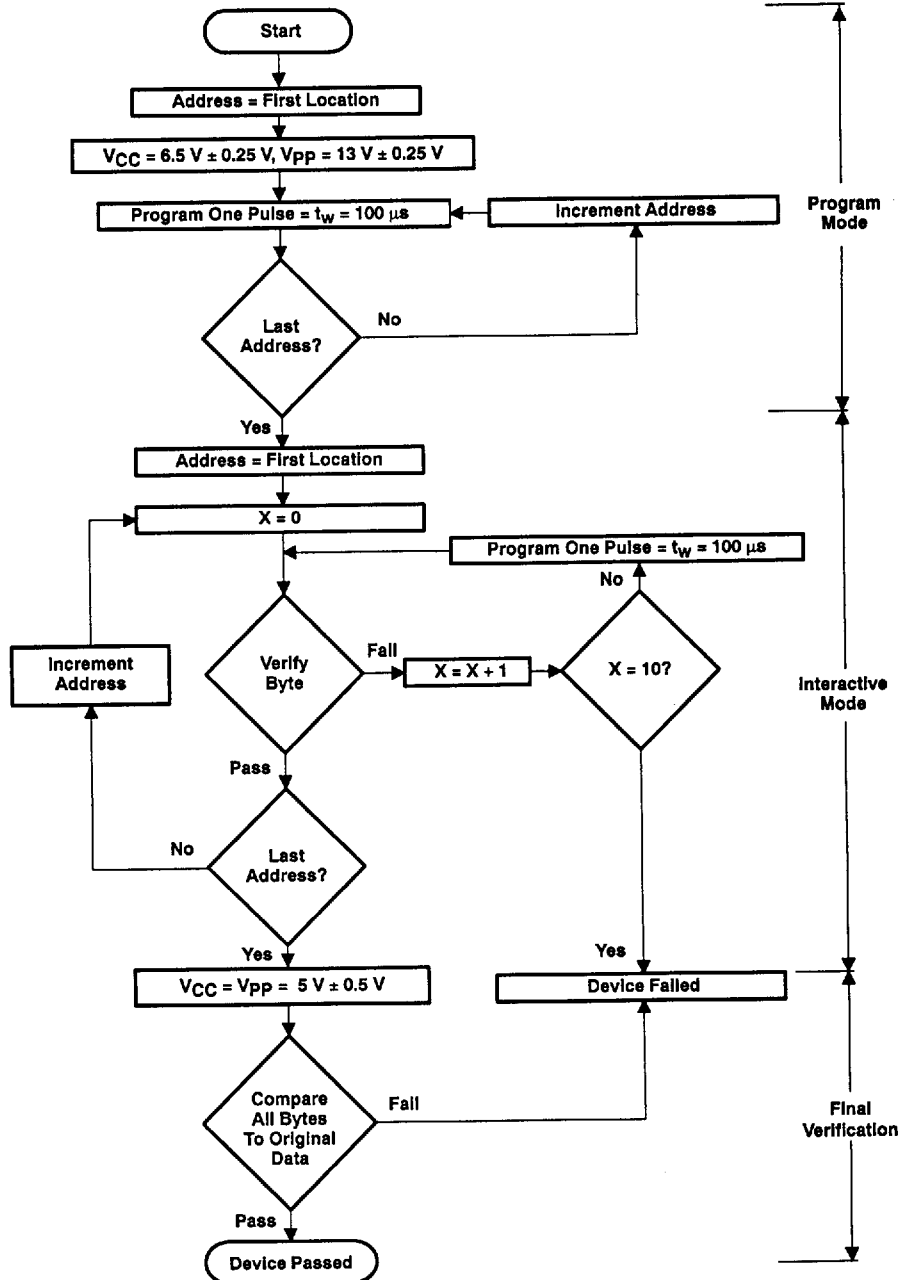 Start
Address = First Location
VCC = 6.5 V ± 0.25 V, VPP = 13 V ± 0.25 V
Program One Pulse = tw = 100 µs
Increment Address
Program
Mode
Last
Address?
No
Yes
Address = First Location
X = 0
Program One Pulse = tw = 100 µs
No
Increment
Address
Verify
Byte
Fail
X = X + 1
X = 10?
Interactive
Mode
Pass
No
Last
Address?
Yes
Yes
VCC = VPP = 5 V ± 0.5 V
Device Failed
Compare
All Bytes
To Original
Data
Fail
Final
Verification
Pass
Device Passed